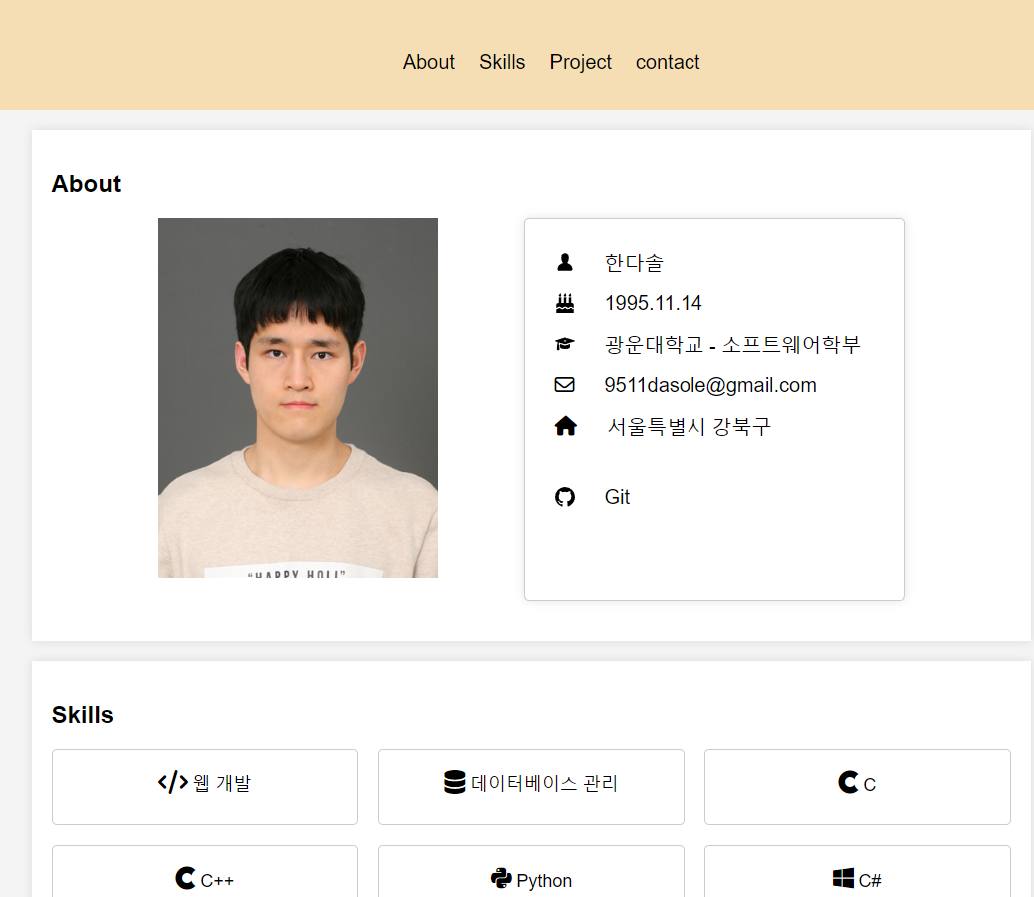 About Skills Project contact
About
한다솔
1995.11.14
광운대학교 - 소프트웨어학부
9511dasole@gmail.com
서울특별시 강북구
Git
"HAPPY HOLI"
Skills
웹 개발
데이터베이스 관리
C
C++
Python
C#